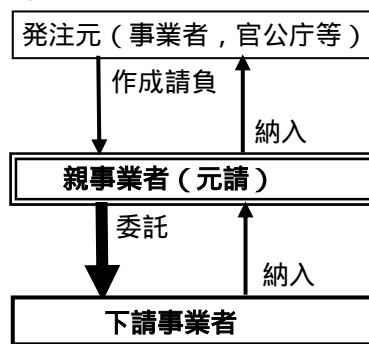 発注元（事業者，官公庁等）
作成請負
納入
親事業者（元請）
委託
納入
下請事業者